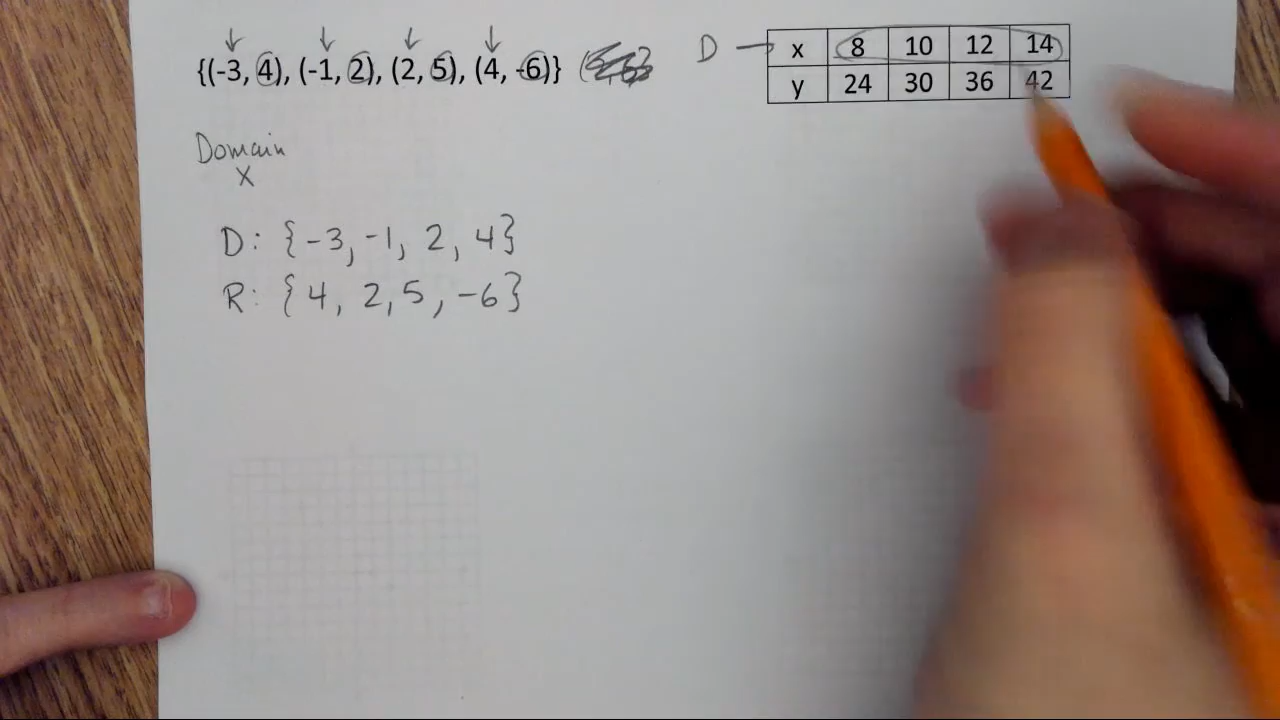 {(-3, 4), (-1, 2), (2, 5), (4, -6)}
D
x 8 10 12 14
y 24 30 36 42
Domain
X
D: {-3, -1, 2, 4}
R: {4, 2, 5, -6}